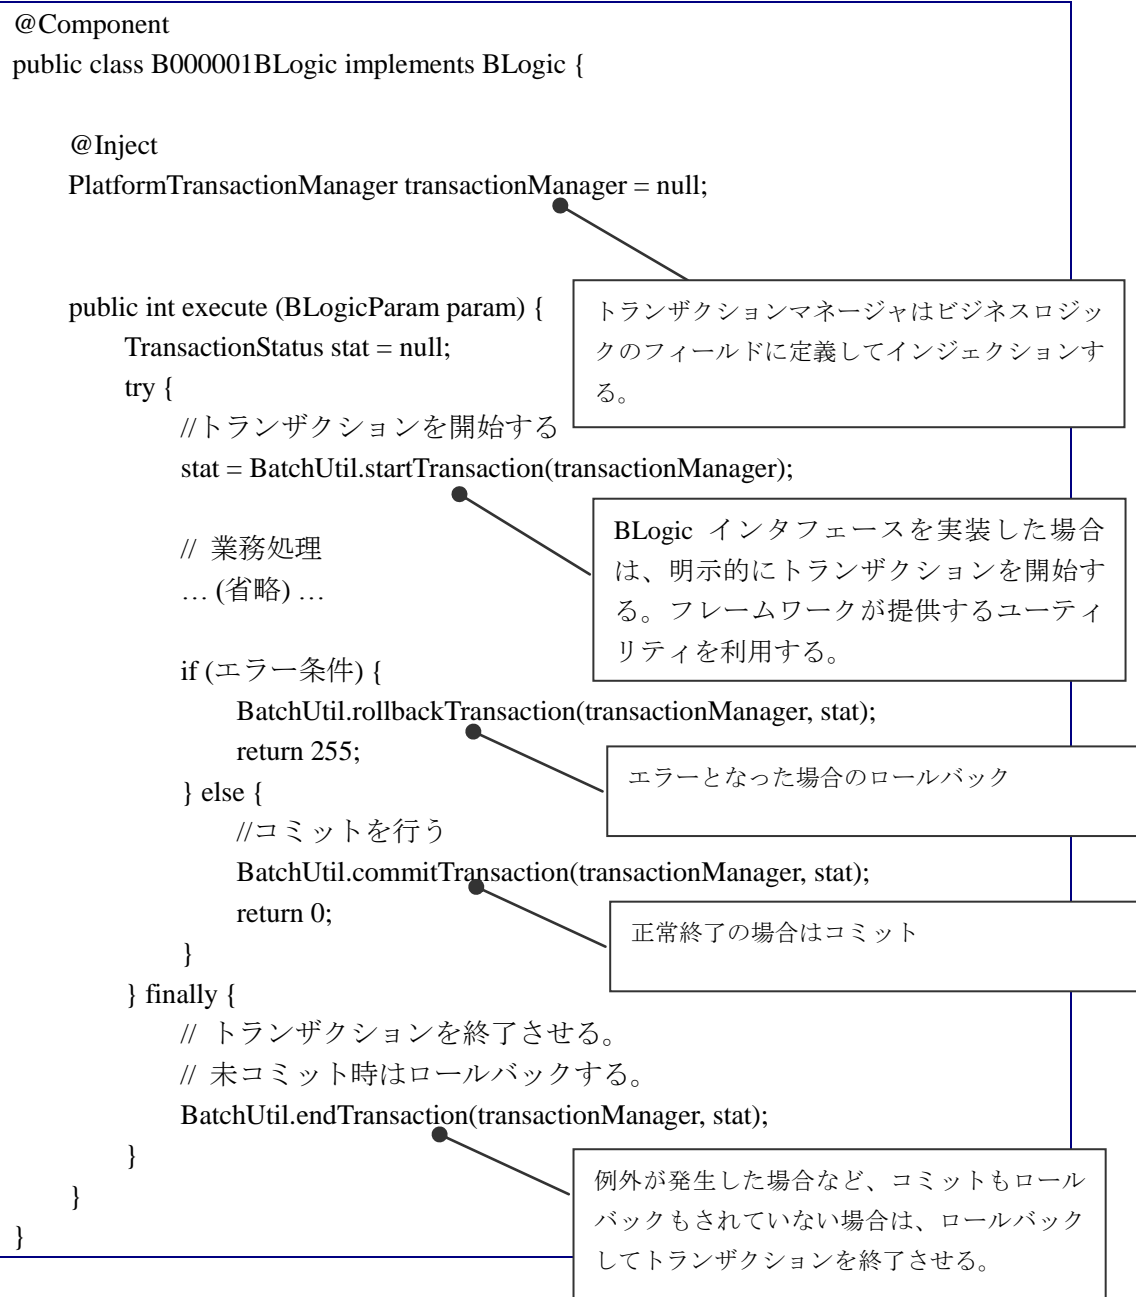 @Component
public class B000001BLogic implements BLogic {
@Inject
PlatformTransactionManager transactionManager = null;
トランザクションマネージャはビジネスロジッ
クのフィールドに定義してインジェクションす
る。
public int execute (BLogicParam param) {
TransactionStatus stat = null;
try {
//トランザクションを開始する
stat = BatchUtil.startTransaction(transactionManager);
BLogic インタフェースを実装した場合
は、明示的にトランザクションを開始す
る。フレームワークが提供するユーティ
リティを利用する。
// 業務処理
… (省略) …
if (エラー条件) {
BatchUtil.rollbackTransaction(transactionManager, stat);
return 255;
エラーとなった場合のロールバック
} else {
//コミットを行う
BatchUtil.commitTransaction(transactionManager, stat);
return 0;
正常終了の場合はコミット
}
} finally {
// トランザクションを終了させる。
// 未コミット時はロールバックする。
BatchUtil.endTransaction(transactionManager, stat);
例外が発生した場合など、コミットもロール
バックもされていない場合は、ロールバック
してトランザクションを終了させる。
}
}
}